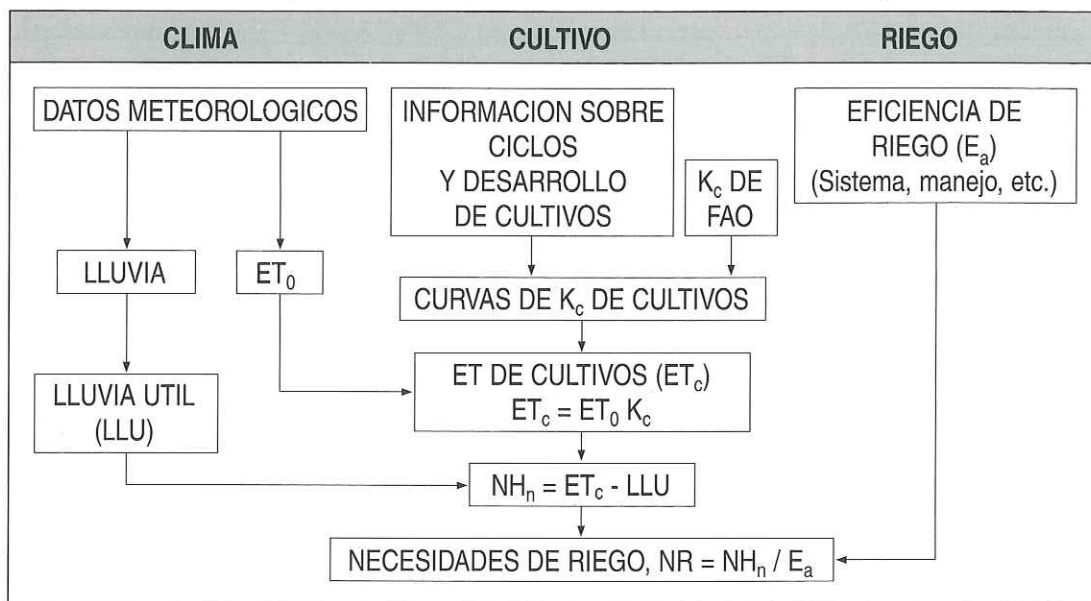 CLIMA
CULTIVO
RIEGO
DATOS METEOROLOGICOS
LLUVIA
ET₀
LLUVIA UTIL
(LLU)
INFORMACION SOBRE
CICLOS
Y DESARROLLO
DE CULTIVOS
K_c DE
FAO
CURVAS DE K_c DE CULTIVOS
ET DE CULTIVOS (ET_c)
ET_c = ET₀ K_c
NH_n = ET_c - LLU
EFICIENCIA DE
RIEGO (E_a)
(Sistema, manejo, etc.)
NECESIDADES DE RIEGO, NR = NH_n / E_a